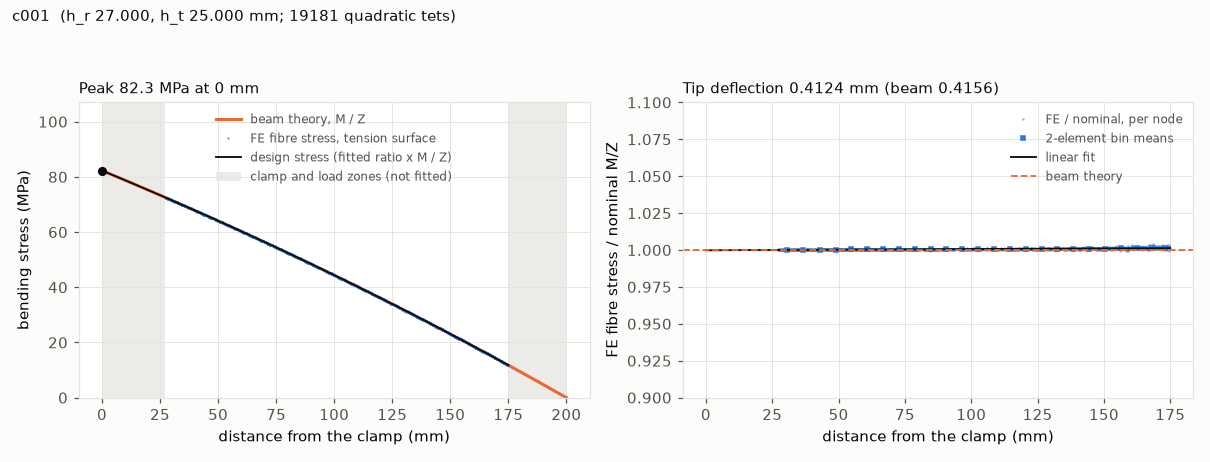 c001  (h_r 27.000, h_t 25.000 mm; 19181 quadratic tets)
Peak 82.3 MPa at 0 mm
beam theory, M / Z
FE fibre stress, tension surface
design stress (fitted ratio x M / Z)
clamp and load zones (not fitted)
bending stress (MPa)
100
80
60
40
20
0
0 25 50 75 100 125 150 175 200
distance from the clamp (mm)
Tip deflection 0.4124 mm (beam 0.4156)
FE / nominal, per node
2-element bin means
linear fit
beam theory
FE fibre stress / nominal M/Z
1.100
1.075
1.050
1.025
1.000
0.975
0.950
0.925
0.900
0 25 50 75 100 125 150 175
distance from the clamp (mm)